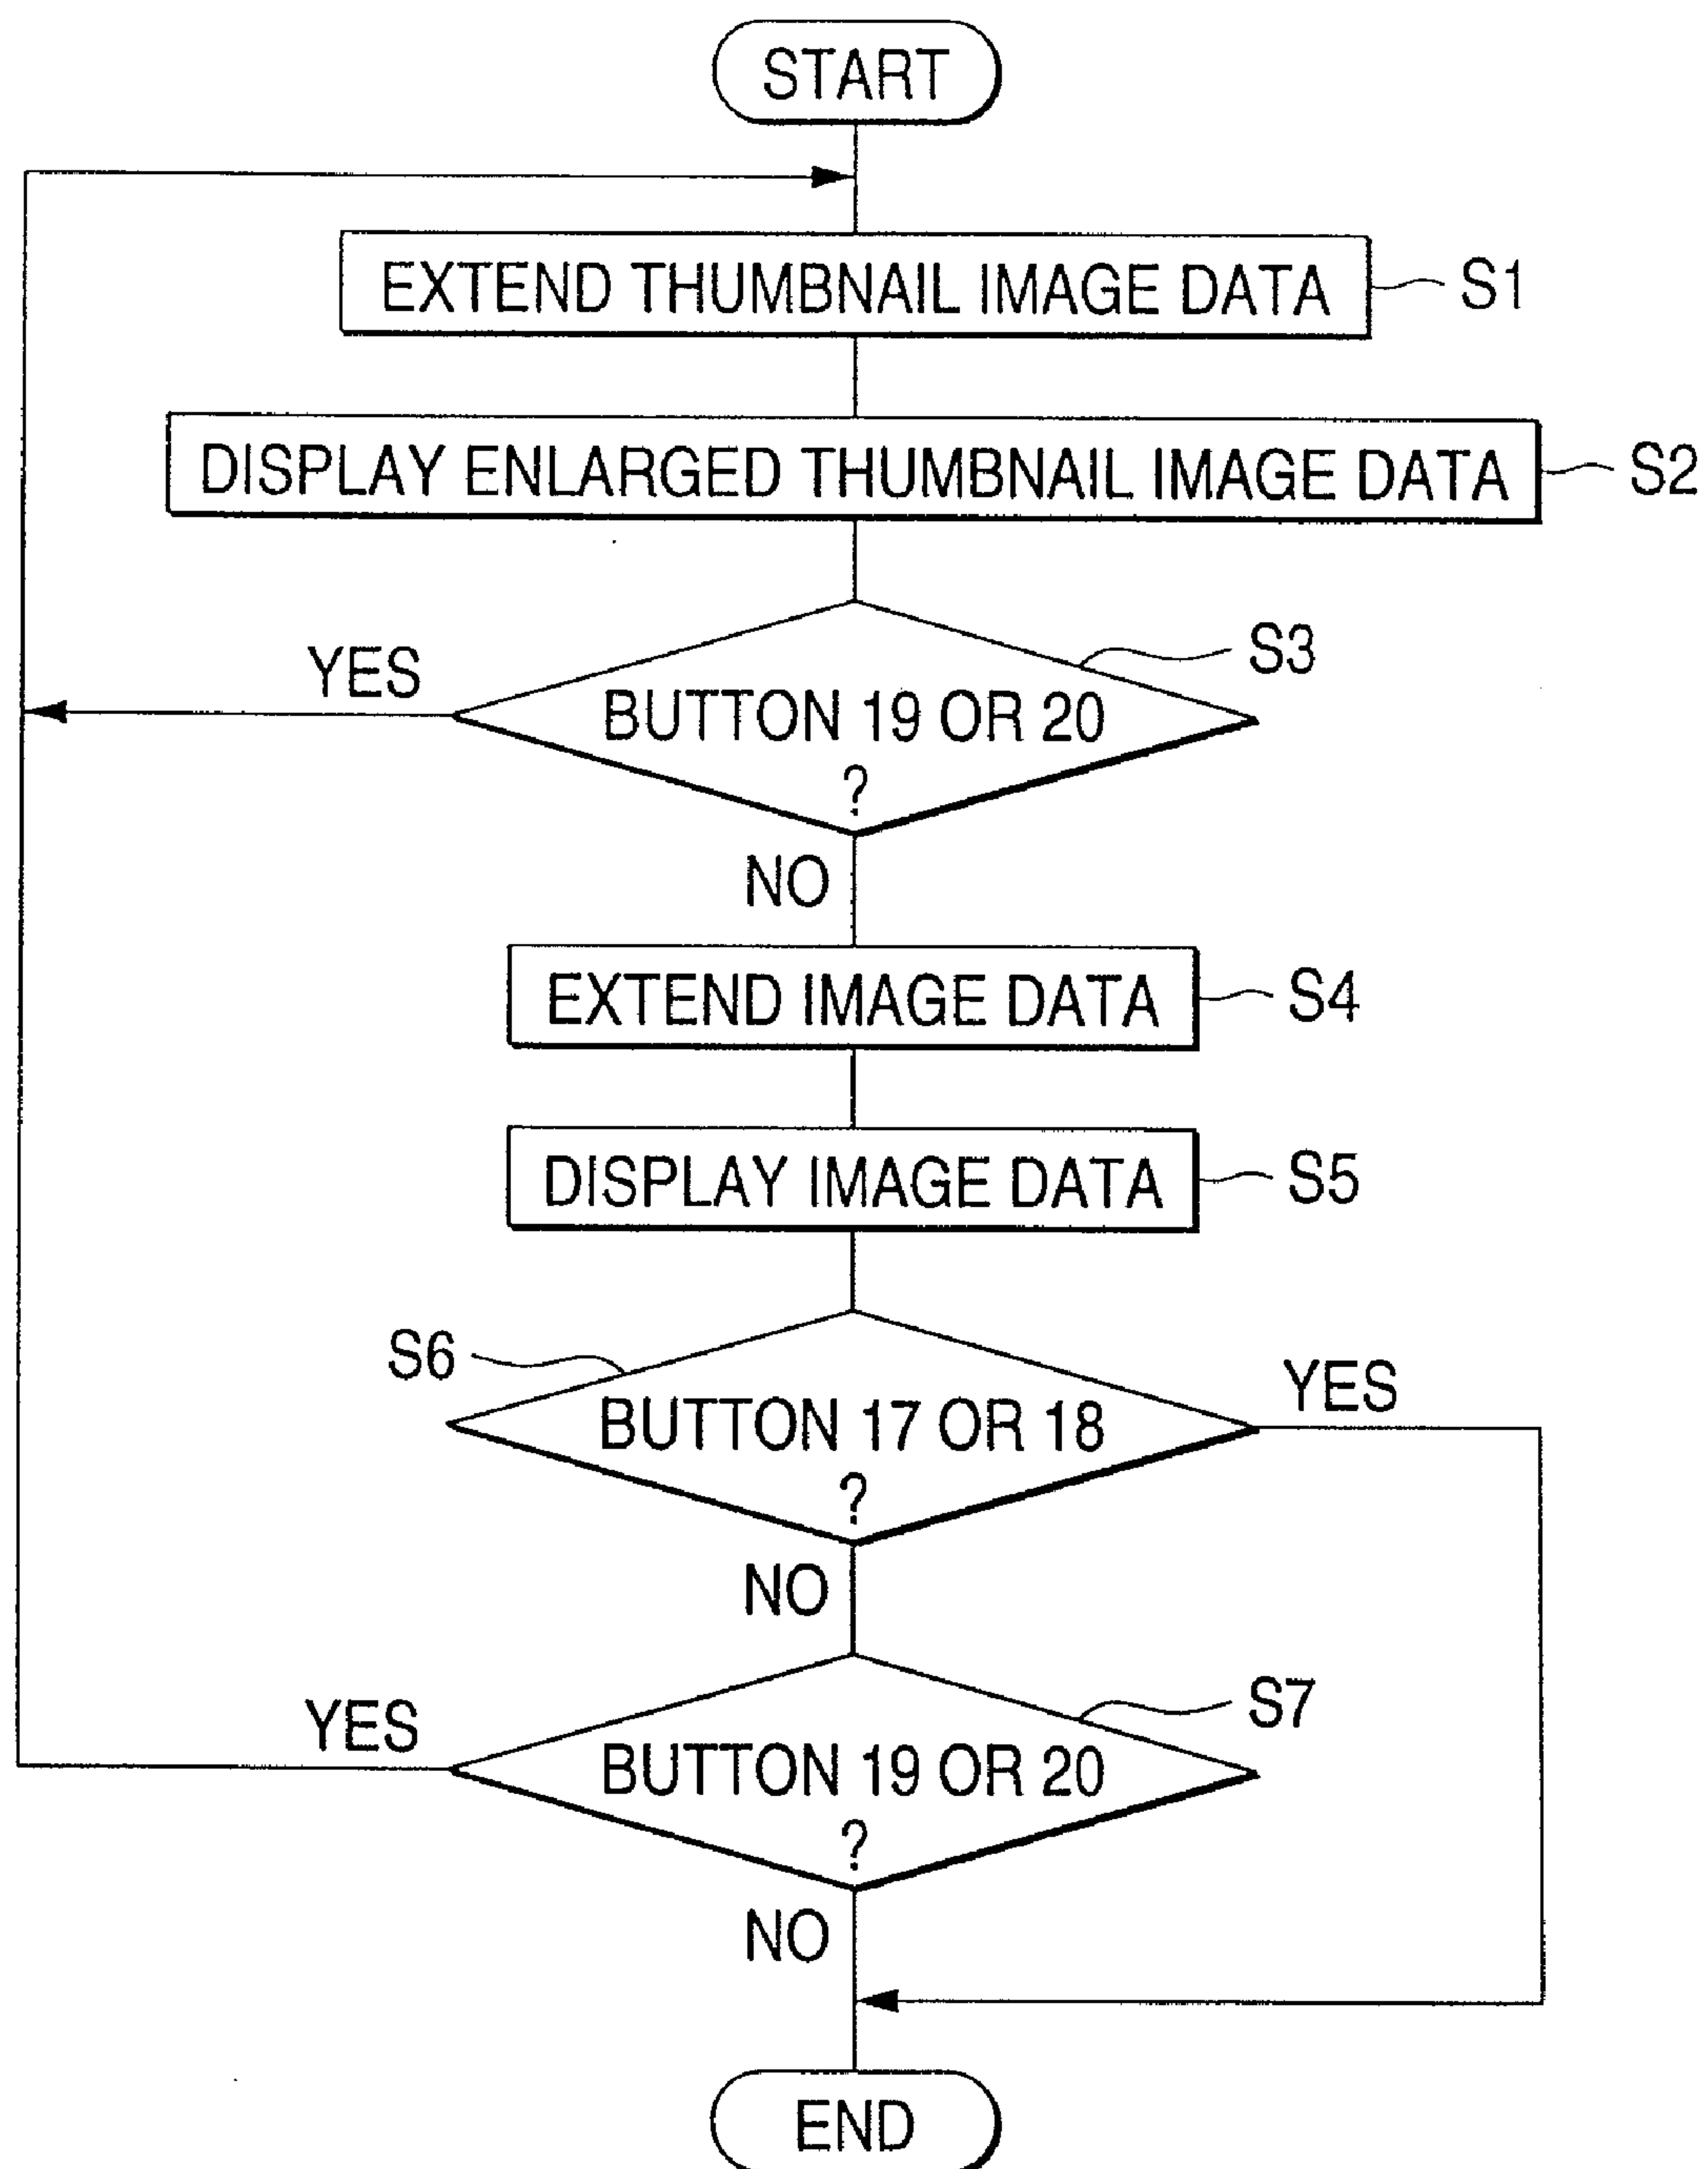 START
EXTEND THUMBNAIL IMAGE DATA
S1
DISPLAY ENLARGED THUMBNAIL IMAGE DATA
S2
S3
YES
BUTTON 19 OR 20
?
NO
EXTEND IMAGE DATA
S4
DISPLAY IMAGE DATA
S5
S6
YES
BUTTON 17 OR 18
?
NO
S7
YES
BUTTON 19 OR 20
?
NO
END